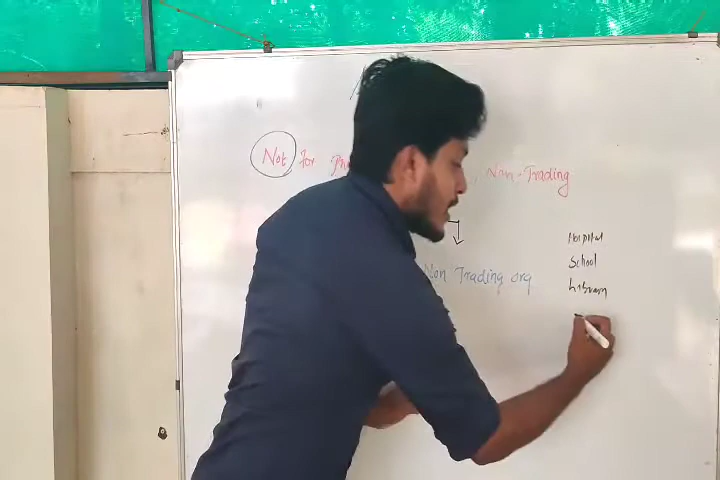 Not for Non-Trading
Non Trading org
Hospital
School
Library